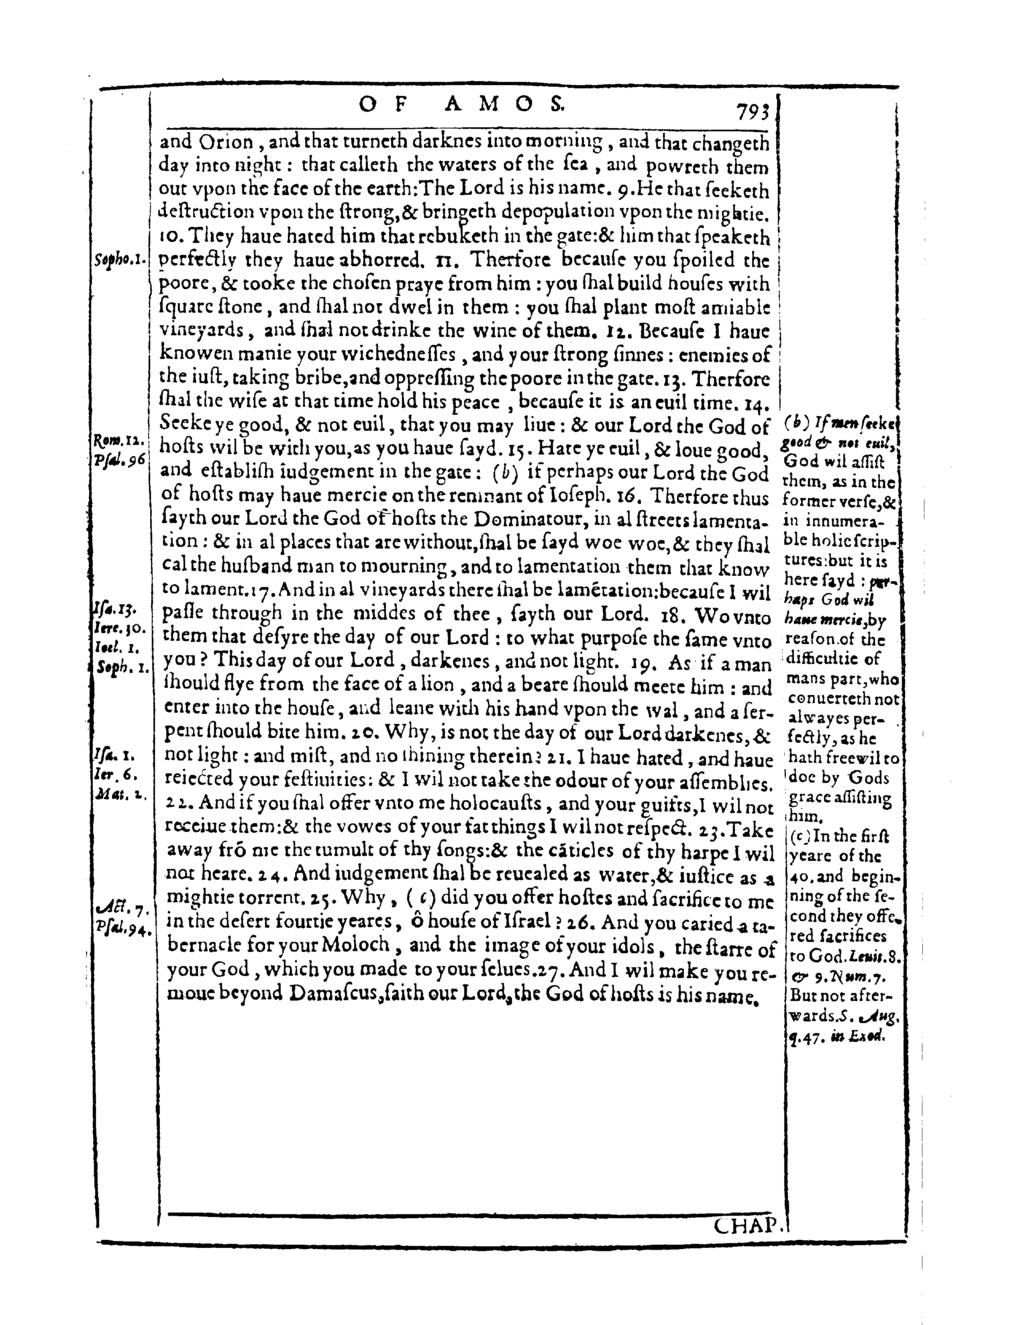 OF AMOS. 793
and Orion , and that turneth darknes into morning , and that changeth
day into night : that calleth the waters of the ſea , and powreth them
out vpon the face of the earth:The Lord is his name. 9.He that ſeeketh
deſtruction vpon the ſtrong,& bringeth depopulation vpon the mightie.
10. They haue hated him that rebuketh in the gate:& him that ſpeaketh
perfectly they haue abhorred. 11. Therfore becauſe you ſpoiled the
poore, & tooke the choſen praye from him : you ſhal build houſes with
ſquare ſtone , and ſhal not dwel in them : you ſhal plant moſt amiable
vineyards , and ſhal not drinke the wine of them. 12. Becauſe I haue
knowen manie your wichedneſſes , and your ſtrong ſinnes : enemies of
the iuſt, taking bribe,and oppreſſing the poore in the gate. 13. Therfore
ſhal the wiſe at that time hold his peace , becauſe it is an euil time. 14.
Seeke ye good, & not euil , that you may liue : & our Lord the God of
hoſts wil be with you,as you haue ſayd. 15. Hate ye euil , & loue good,
and eſtabliſh iudgement in the gate : (b) if perhaps our Lord the God
of hoſts may haue mercie on the remnant of Ioſeph. 16. Therfore thus
ſayth our Lord the God of hoſts the Dominatour, in al ſtreets lamenta-
tion : & in al places that are without,ſhal be ſayd woe woe,& they ſhal
cal the huſband man to mourning, and to lamentation them that know
to lament.17.And in al vineyards there ſhal be lamētation:becauſe I wil
paſſe through in the middes of thee , ſayth our Lord. 18. Wo vnto
them that deſyre the day of our Lord : to what purpoſe the ſame vnto
you ? This day of our Lord , darkenes , and not light. 19. As if a man
ſhould flye from the face of a lion , and a beare ſhould meete him : and
enter into the houſe, and leane with his hand vpon the wal , and a ſer-
pent ſhould bite him. 20. Why, is not the day of our Lord darkenes, &
not light : and miſt, and no ſhining therein? 21. I haue hated , and haue
reiected your feſtiuities: & I wil not take the odour of your aſſemblies.
22. And if you ſhal offer vnto me holocauſts , and your guifts,I wil not
receiue them:& the vowes of your fat things I wil not reſpect. 23.Take
away frō me the tumult of thy ſongs:& the cāticles of thy harpe I wil
not heare. 24. And iudgement ſhal be reuealed as water,& iuſtice as a
mightie torrent. 25. Why , ( c) did you offer hoſtes and ſacrifice to me
in the deſert fourtie yeares , ô houſe of Iſrael ? 26. And you caried a ta-
bernacle for your Moloch , and the image of your idols , the ſtarre of
your God , which you made to your ſelues.27. And I wil make you re-
moue beyond Damaſcus,ſaith our Lord,the God of hoſts is his name.
Sopho.1.
Rom.12.
Pſal.96
Iſa.13.
Iere.30.
Ioel. 1.
Soph. 1.
Iſa. 1.
Ier. 6.
Mat. 2.
Act. 7.
Pſal.94.
(b) If men ſeeke
good & not euil,
God wil aſſiſt
them, as in the
former verſe,&
in innumera-
ble holie ſcrip-
tures:but it is
here ſayd : per-
haps God wil
haue mercie,by
reaſon of the
difficultie of
mans part,who
conuerteth not
alwayes per-
fectly, as he
hath freewil to
doe by Gods
grace aſſiſting
him.
(c) In the firſt
yeare of the
40. and begin-
ning of the ſe-
cond they offe-
red ſacrifices
to God.Leuit.8.
& 9. Num.7.
But not after-
wards.S. Aug.
q.47. in Exod.
CHAP.